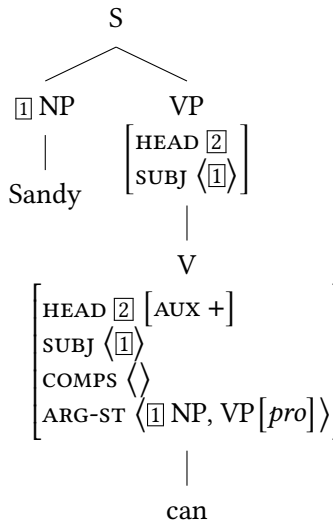 S
1 NP VP
[HEAD 2
SUBJ ⟨1⟩]
Sandy
V
[HEAD 2 [AUX +]
SUBJ ⟨1⟩
COMPS ⟨⟩
ARG-ST ⟨1 NP, VP[pro]⟩]
can